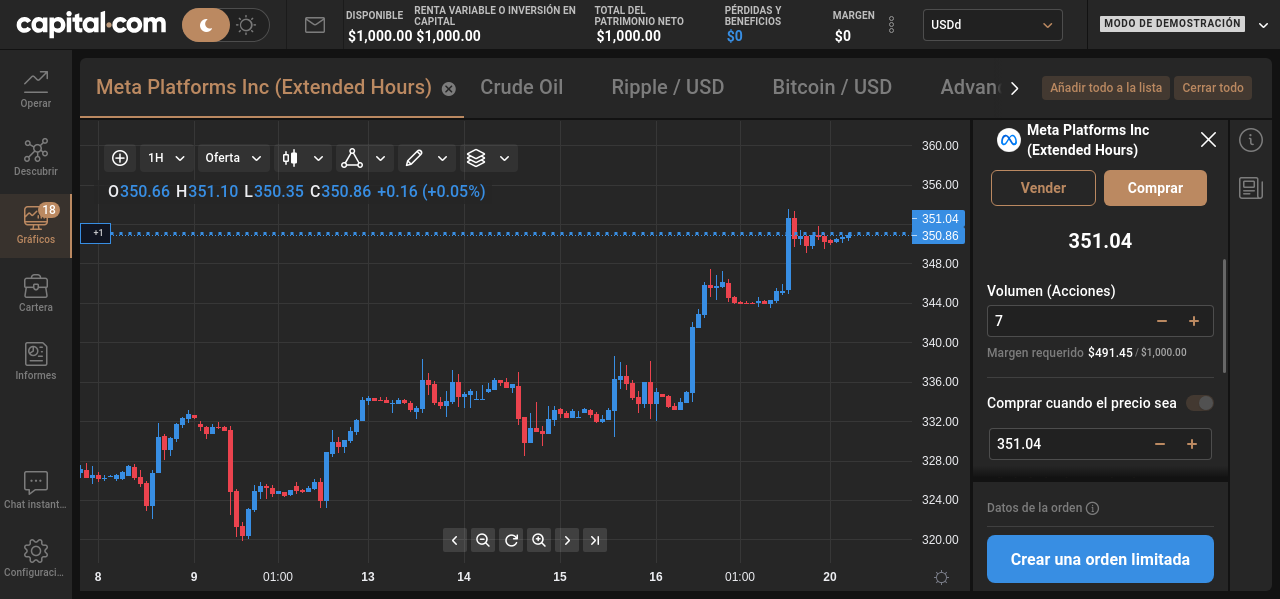 capital.com
DISPONIBLE
$1,000.00
RENTA VARIABLE O INVERSIÓN EN
CAPITAL
$1,000.00
TOTAL DEL
PATRIMONIO NETO
$1,000.00
PÉRDIDAS Y
BENEFICIOS
$0
MARGEN
$0
USDd
MODO DE DEMOSTRACIÓN
Operar
Descubrir
18
Gráficos
Cartera
Informes
Chat instant...
Configuraci...
Meta Platforms Inc (Extended Hours)
Crude Oil
Ripple / USD
Bitcoin / USD
Advan
Añadir todo a la lista
Cerrar todo
1H
Oferta
O350.66 H351.10 L350.35 C350.86 +0.16 (+0.05%)
+1
360.00
356.00
351.04
350.86
348.00
344.00
340.00
336.00
332.00
328.00
324.00
320.00
8 9 01:00 13 14 15 16 01:00 20
Meta Platforms Inc
(Extended Hours)
Vender
Comprar
351.04
Volumen (Acciones)
7
Margen requerido $491.45 / $1,000.00
Comprar cuando el precio sea
351.04
Datos de la orden
Crear una orden limitada